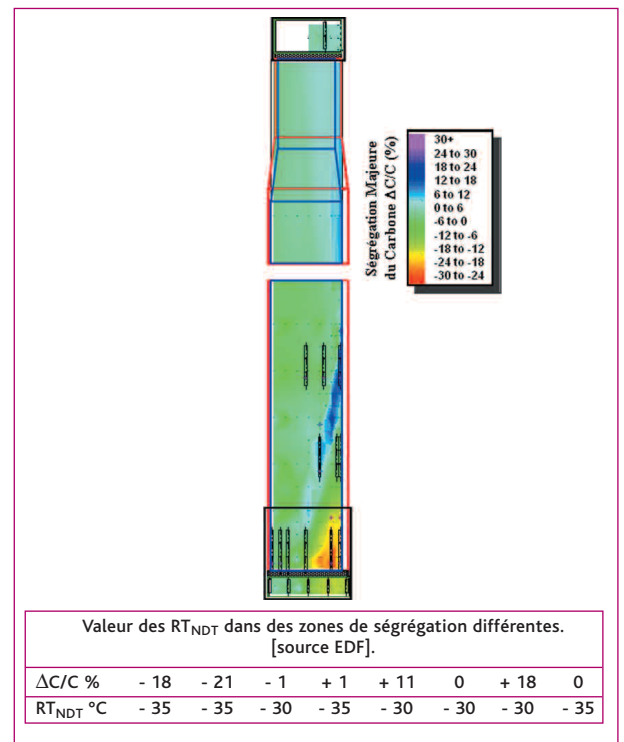 Ségrégation Majeure
du Carbone ΔC/C (%)
30+
24 to 30
18 to 24
12 to 18
6 to 12
0 to 6
-6 to 0
-12 to -6
-18 to -12
-24 to -18
-30 to -24
Valeur des RTNDT dans des zones de ségrégation différentes.
[source EDF].
ΔC/C % - 18 - 21 - 1 + 1 + 11 0 + 18 0
RTNDT °C - 35 - 35 - 30 - 35 - 30 - 30 - 30 - 35